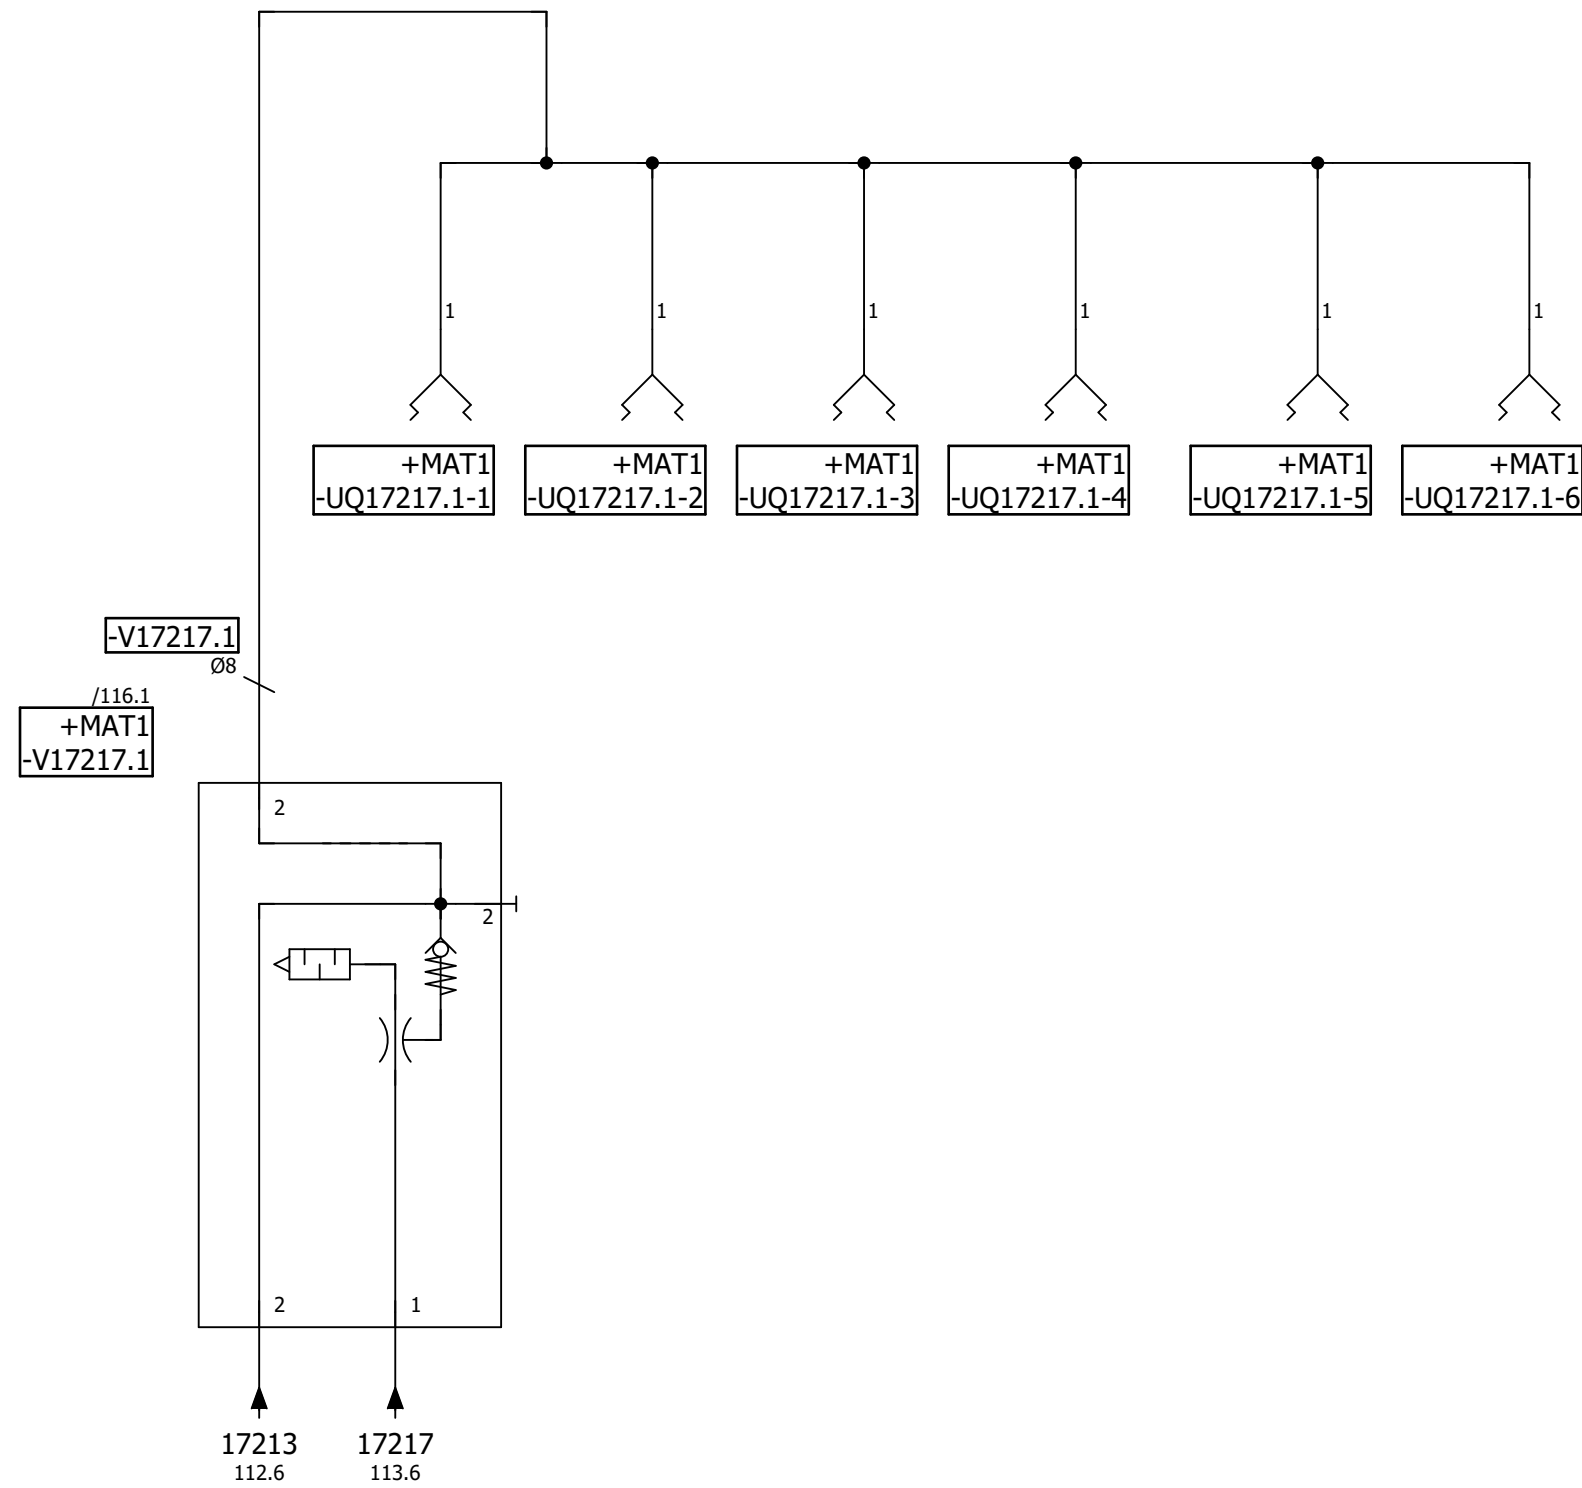 1
1
1
1
1
1
+MAT1
-UQ17217.1-1
+MAT1
-UQ17217.1-2
+MAT1
-UQ17217.1-3
+MAT1
-UQ17217.1-4
+MAT1
-UQ17217.1-5
+MAT1
-UQ17217.1-6
-V17217.1
Ø8
/116.1
+MAT1
-V17217.1
2
2
2
1
17213
112.6
17217
113.6